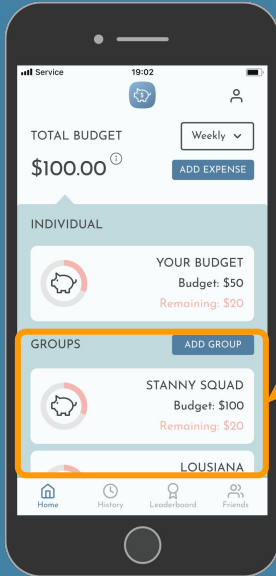 Service 19:02
TOTAL BUDGET
Weekly
$100.00
ADD EXPENSE
INDIVIDUAL
YOUR BUDGET
Budget: $50
Remaining: $20
GROUPS
ADD GROUP
STANNY SQUAD
Budget: $100
Remaining: $20
LOUSIANA
Home History Leaderboard Friends